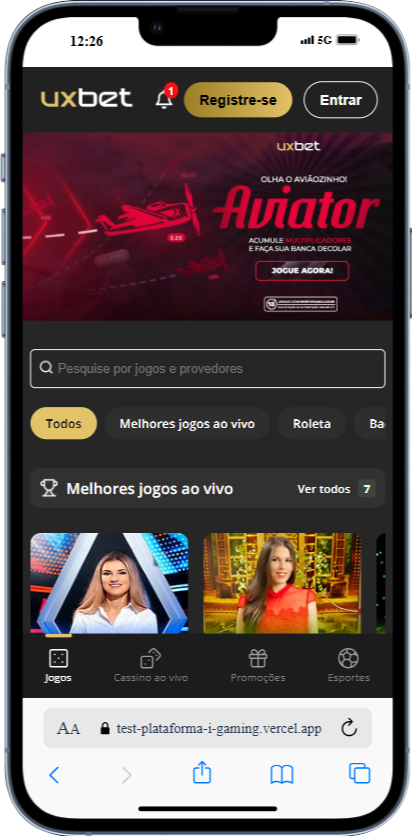 12:26
5G
uxbet
1
Registre-se
Entrar
uxbet
OLHA O AVIÃOZINHO!
Aviator
ACUMULE MULTIPLICADORES
E FAÇA SUA BANCA DECOLAR
2.2X
JOGUE AGORA!
18
Pesquise por jogos e provedores
Todos
Melhores jogos ao vivo
Roleta
Ba
Melhores jogos ao vivo
Ver todos
7
Jogos
Cassino ao vivo
Promoções
Esportes
AA
test-plataforma-i-gaming.vercel.app